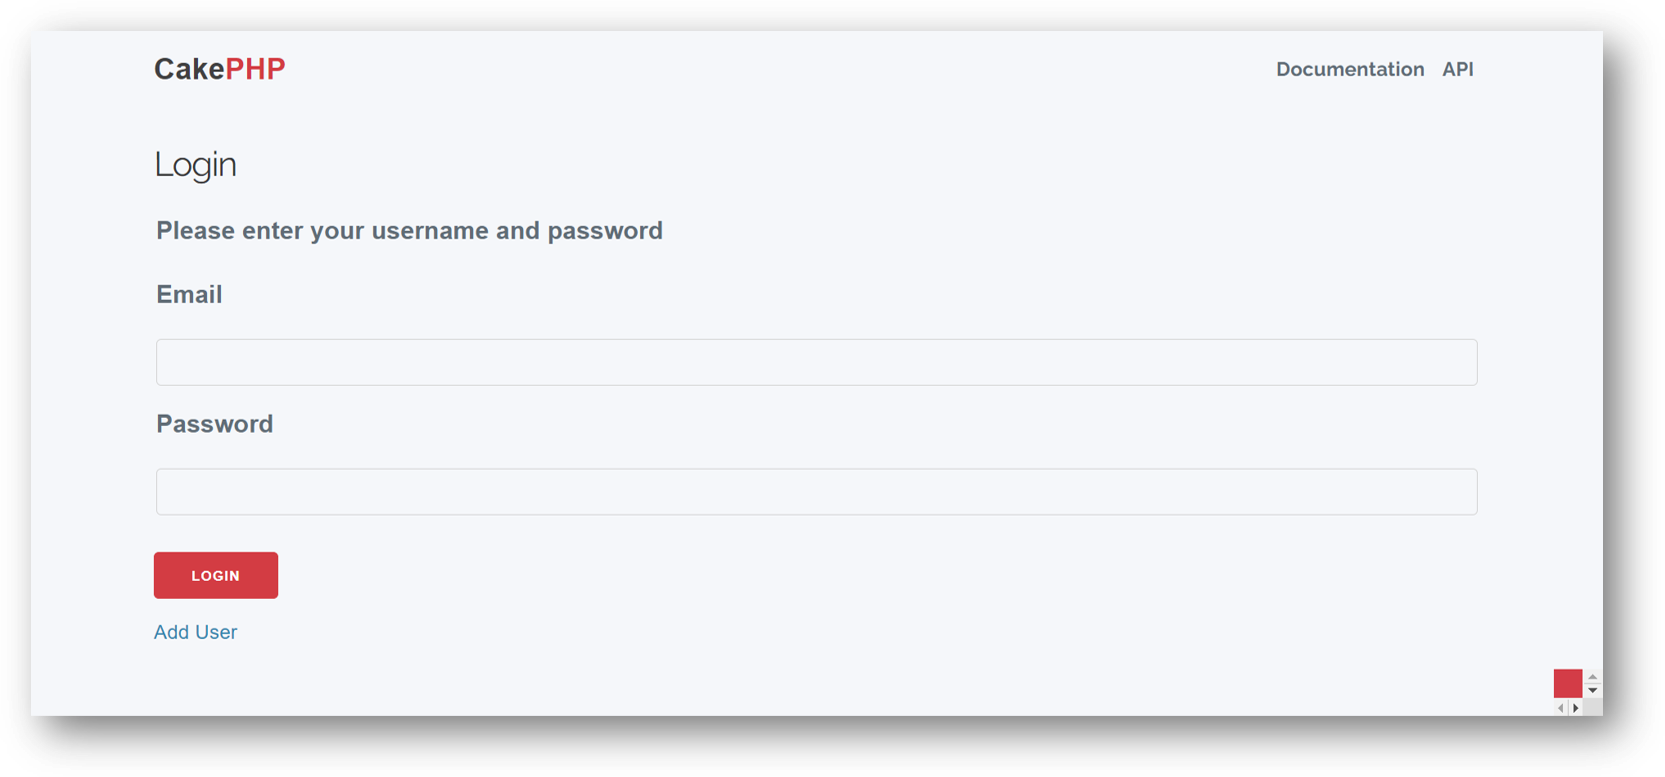 CakePHP
Documentation API
Login
Please enter your username and password
Email
Password
LOGIN
Add User